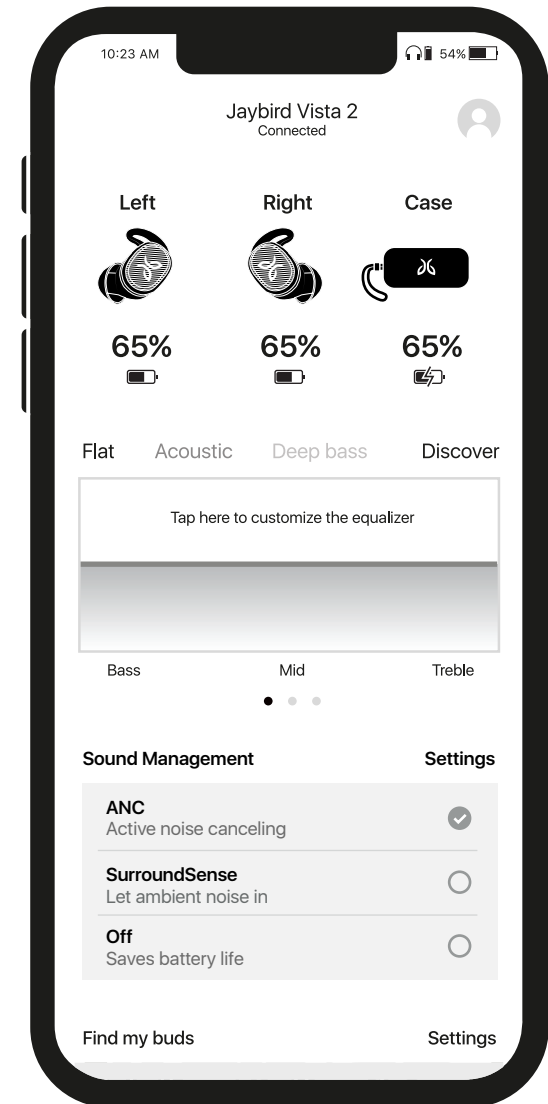 10:23 AM 54%
Jaybird Vista 2
Connected
Left Right Case
65% 65% 65%
Flat Acoustic Deep bass Discover
Tap here to customize the equalizer
Bass Mid Treble
Sound Management Settings
ANC
Active noise canceling
SurroundSense
Let ambient noise in
Off
Saves battery life
Find my buds Settings